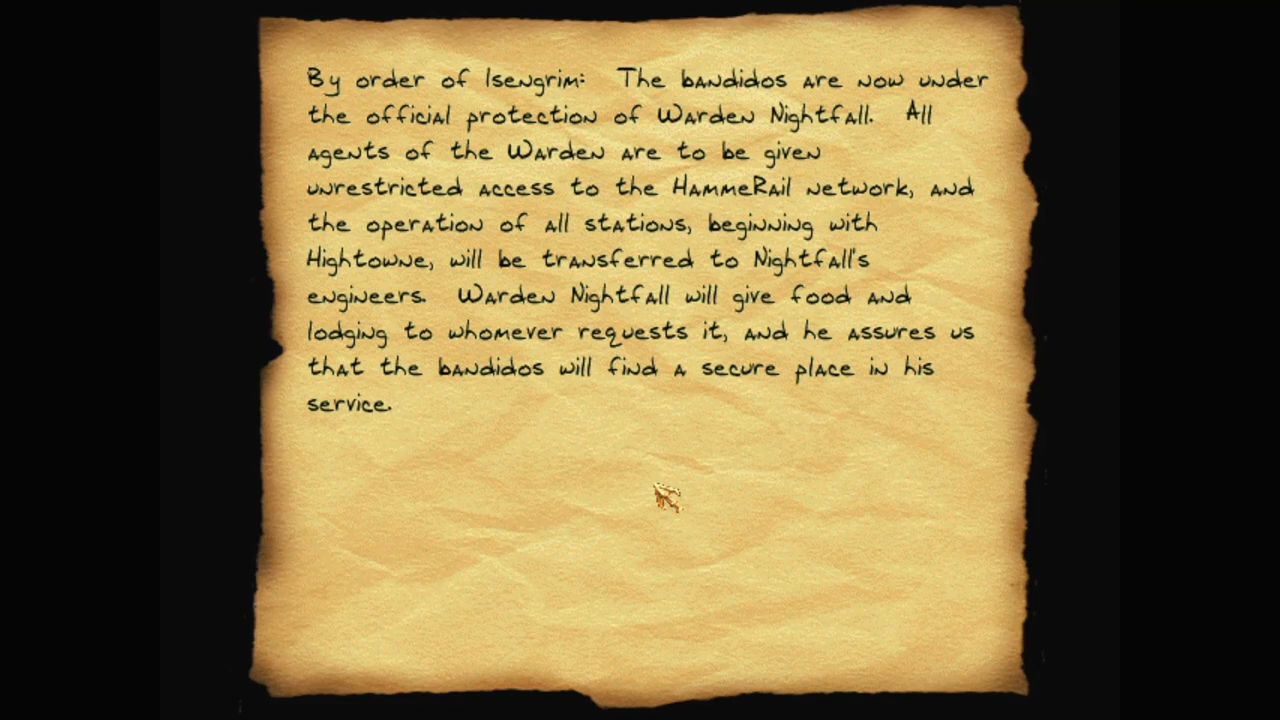 By order of Isengrim:  The bandidos are now under
the official protection of Warden Nightfall.  All
agents of the Warden are to be given
unrestricted access to the HammeRail network, and
the operation of all stations, beginning with
Hightowne, will be transferred to Nightfall's
engineers.  Warden Nightfall will give food and
lodging to whomever requests it, and he assures us
that the bandidos will find a secure place in his
service.